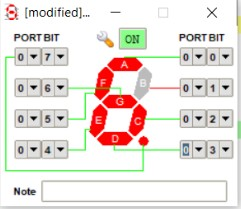 [modified]...
PORT BIT ON PORT BIT
0 7 A 0 0
0 6 F B 0 1
G
0 5 E C 0 2
0 4 D 0 3
Note